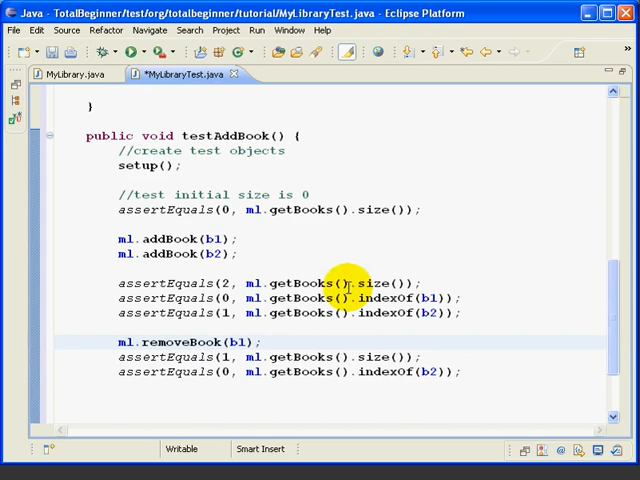 Java - TotalBeginner/test/org/totalbeginner/tutorial/MyLibraryTest.java - Eclipse Platform
File Edit Source Refactor Navigate Search Project Run Window Help
MyLibrary.java *MyLibraryTest.java
}
public void testAddBook() {
//create test objects
setup();
//test initial size is 0
assertEquals(0, ml.getBooks().size());
ml.addBook(b1);
ml.addBook(b2);
assertEquals(2, ml.getBooks().size());
assertEquals(0, ml.getBooks().indexOf(b1));
assertEquals(1, ml.getBooks().indexOf(b2));
ml.removeBook(b1);
assertEquals(1, ml.getBooks().size());
assertEquals(0, ml.getBooks().indexOf(b2));
Writable Smart Insert